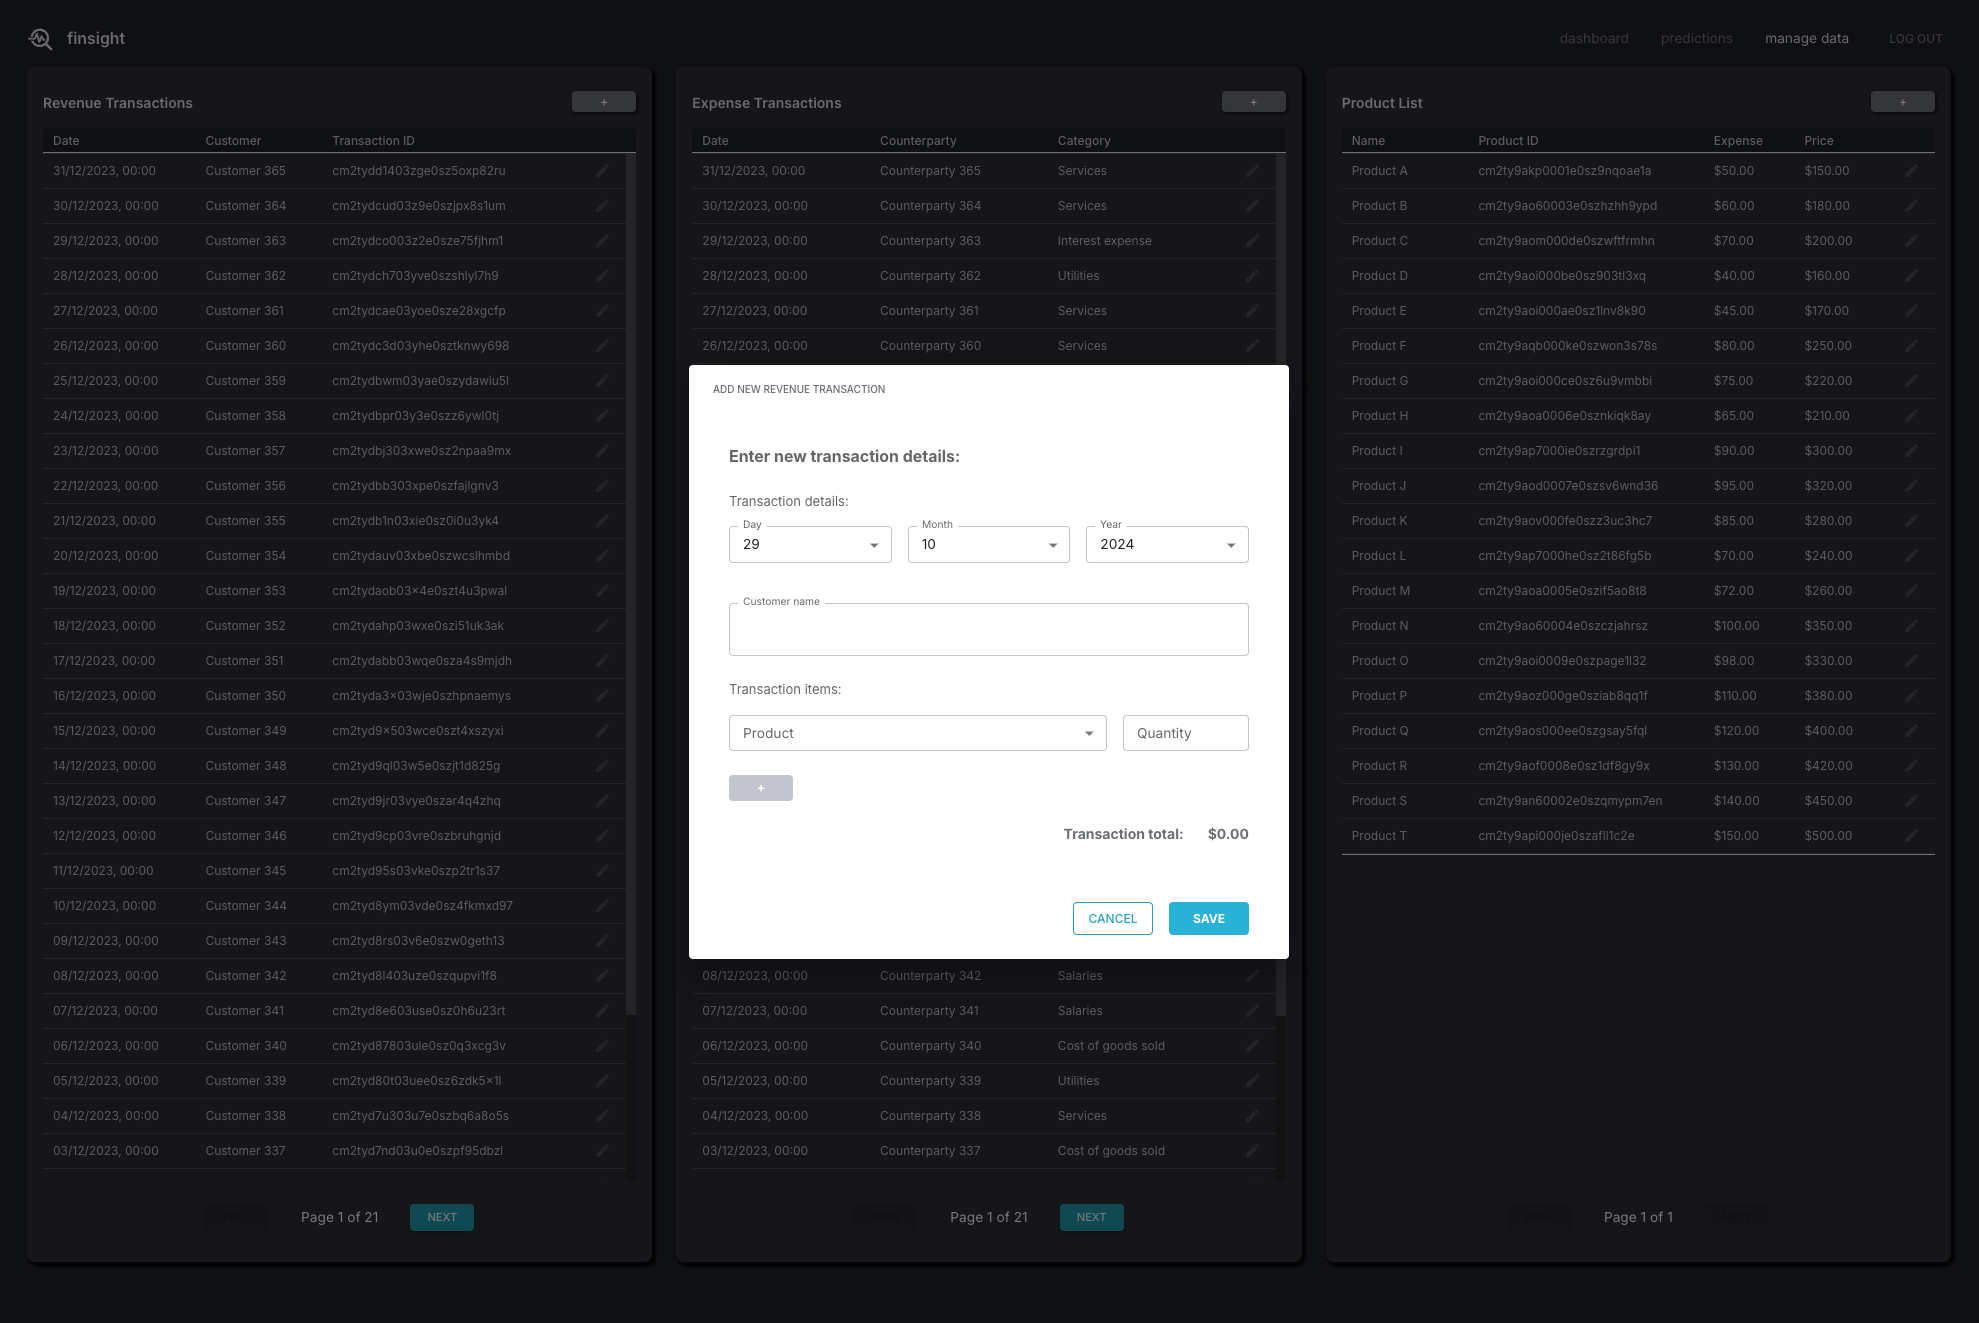 finsight
dashboard predictions manage data LOG OUT
Revenue Transactions +
Date Customer Transaction ID
31/12/2023, 00:00 Customer 365 cm2tydd1403zge0sz5oxp82ru
30/12/2023, 00:00 Customer 364 cm2tydcud03z9e0szjpx8s1um
29/12/2023, 00:00 Customer 363 cm2tydco003z2e0sze75fjhm1
28/12/2023, 00:00 Customer 362 cm2tydch703yve0szshlyl7h9
27/12/2023, 00:00 Customer 361 cm2tydcae03yoe0sze28xgcfp
26/12/2023, 00:00 Customer 360 cm2tydc3d03yhe0sztknwy698
25/12/2023, 00:00 Customer 359 cm2tydbwm03yae0szydawiu5l
24/12/2023, 00:00 Customer 358 cm2tydbpr03y3e0szz6ywl0tj
23/12/2023, 00:00 Customer 357 cm2tydbj303xwe0sz2npaa9mx
22/12/2023, 00:00 Customer 356 cm2tydbb303xpe0szfajlgnv3
21/12/2023, 00:00 Customer 355 cm2tydb1n03xie0sz0i0u3yk4
20/12/2023, 00:00 Customer 354 cm2tydauv03xbe0szwcslhmbd
19/12/2023, 00:00 Customer 353 cm2tydaob03×4e0szt4u3pwal
18/12/2023, 00:00 Customer 352 cm2tydahp03wxe0szi51uk3ak
17/12/2023, 00:00 Customer 351 cm2tydabb03wqe0sza4s9mjdh
16/12/2023, 00:00 Customer 350 cm2tyda3×03wje0szhpnaemys
15/12/2023, 00:00 Customer 349 cm2tyd9×503wce0szt4xszyxi
14/12/2023, 00:00 Customer 348 cm2tyd9ql03w5e0szjt1d825g
13/12/2023, 00:00 Customer 347 cm2tyd9jr03vye0szar4q4zhq
12/12/2023, 00:00 Customer 346 cm2tyd9cp03vre0szbruhgnjd
11/12/2023, 00:00 Customer 345 cm2tyd95s03vke0szp2tr1s37
10/12/2023, 00:00 Customer 344 cm2tyd8ym03vde0sz4fkmxd97
09/12/2023, 00:00 Customer 343 cm2tyd8rs03v6e0szw0geth13
08/12/2023, 00:00 Customer 342 cm2tyd8l403uze0szqupvi1f8
07/12/2023, 00:00 Customer 341 cm2tyd8e603use0sz0h6u23rt
06/12/2023, 00:00 Customer 340 cm2tyd87803ule0sz0q3xcg3v
05/12/2023, 00:00 Customer 339 cm2tyd80t03uee0sz6zdk5×1l
04/12/2023, 00:00 Customer 338 cm2tyd7u303u7e0szbq6a8o5s
03/12/2023, 00:00 Customer 337 cm2tyd7nd03u0e0szpf95dbzl
PREV Page 1 of 21 NEXT
Expense Transactions +
Date Counterparty Category
31/12/2023, 00:00 Counterparty 365 Services
30/12/2023, 00:00 Counterparty 364 Services
29/12/2023, 00:00 Counterparty 363 Interest expense
28/12/2023, 00:00 Counterparty 362 Utilities
27/12/2023, 00:00 Counterparty 361 Services
26/12/2023, 00:00 Counterparty 360 Services
08/12/2023, 00:00 Counterparty 342 Salaries
07/12/2023, 00:00 Counterparty 341 Salaries
06/12/2023, 00:00 Counterparty 340 Cost of goods sold
05/12/2023, 00:00 Counterparty 339 Utilities
04/12/2023, 00:00 Counterparty 338 Services
03/12/2023, 00:00 Counterparty 337 Cost of goods sold
PREV Page 1 of 21 NEXT
Product List +
Name Product ID Expense Price
Product A cm2ty9akp0001e0sz9nqoae1a $50.00 $150.00
Product B cm2ty9ao60003e0szhzhh9ypd $60.00 $180.00
Product C cm2ty9aom000de0szwftfrmhn $70.00 $200.00
Product D cm2ty9aoi000be0sz903tl3xq $40.00 $160.00
Product E cm2ty9aoi000ae0sz1lnv8k90 $45.00 $170.00
Product F cm2ty9aqb000ke0szwon3s78s $80.00 $250.00
Product G cm2ty9aoi000ce0sz6u9vmbbi $75.00 $220.00
Product H cm2ty9aoa0006e0sznkiqk8ay $65.00 $210.00
Product I cm2ty9ap7000ie0szrzgrdpi1 $90.00 $300.00
Product J cm2ty9aod0007e0szsv6wnd36 $95.00 $320.00
Product K cm2ty9aov000fe0szz3uc3hc7 $85.00 $280.00
Product L cm2ty9ap7000he0sz2t86fg5b $70.00 $240.00
Product M cm2ty9aoa0005e0szif5ao8t8 $72.00 $260.00
Product N cm2ty9ao60004e0szczjahrsz $100.00 $350.00
Product O cm2ty9aoi0009e0szpage1l32 $98.00 $330.00
Product P cm2ty9aoz000ge0sziab8qq1f $110.00 $380.00
Product Q cm2ty9aos000ee0szgsay5fql $120.00 $400.00
Product R cm2ty9aof0008e0sz1df8gy9x $130.00 $420.00
Product S cm2ty9an60002e0szqmypm7en $140.00 $450.00
Product T cm2ty9api000je0szafll1c2e $150.00 $500.00
PREV Page 1 of 1 NEXT
ADD NEW REVENUE TRANSACTION
Enter new transaction details:
Transaction details:
Day Month Year
29 10 2024
Customer name
Transaction items:
Product Quantity
+
Transaction total: $0.00
CANCEL SAVE